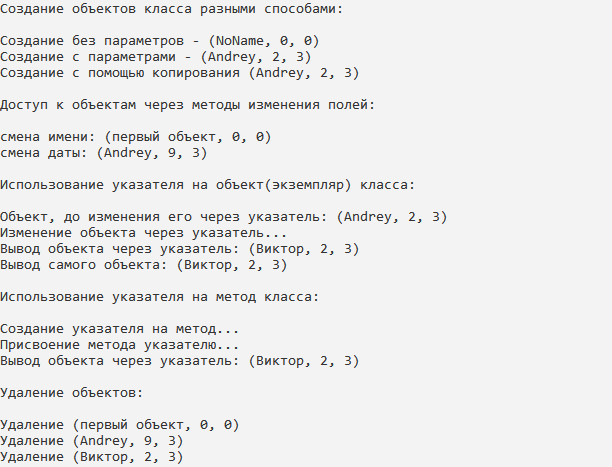 Создание объектов класса разными способами:
Создание без параметров - (NoName, 0, 0)
Создание с параметрами - (Andrey, 2, 3)
Создание с помощью копирования (Andrey, 2, 3)
Доступ к объектам через методы изменения полей:
смена имени: (первый объект, 0, 0)
смена даты: (Andrey, 9, 3)
Использование указателя на объект(экземпляр) класса:
Объект, до изменения его через указатель: (Andrey, 2, 3)
Изменение объекта через указатель...
Вывод объекта через указатель: (Виктор, 2, 3)
Вывод самого объекта: (Виктор, 2, 3)
Использование указателя на метод класса:
Создание указателя на метод...
Присвоение метода указателю...
Вывод объекта через указатель: (Виктор, 2, 3)
Удаление объектов:
Удаление (первый объект, 0, 0)
Удаление (Andrey, 9, 3)
Удаление (Виктор, 2, 3)